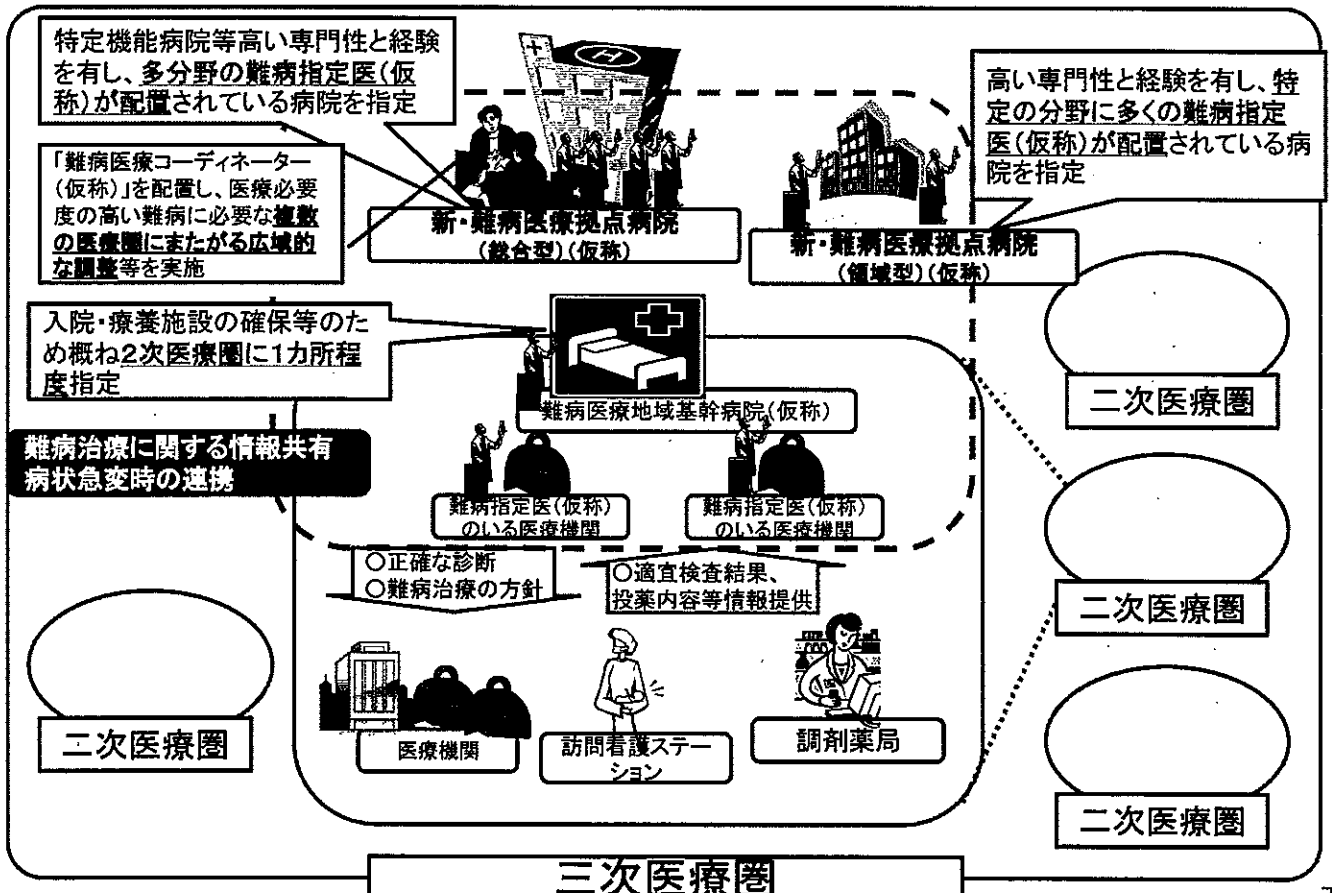 特定機能病院等高い専門性と経験
を有し、多分野の難病指定医(仮
称)が配置されている病院を指定
高い専門性と経験を有し、特
定の分野に多くの難病指定
医(仮称)が配置されている病
院を指定
「難病医療コーディネーター
(仮称)」を配置し、医療必要
度の高い難病に必要な複数
の医療圏にまたがる広域的
な調整等を実施
新・難病医療拠点病院
(総合型)(仮称)
新・難病医療拠点病院
(領域型)(仮称)
入院・療養施設の確保等のた
め概ね2次医療圏に1カ所程
度指定
難病医療地域基幹病院(仮称)
二次医療圏
難病治療に関する情報共有
病状急変時の連携
難病指定医(仮称)
のいる医療機関
難病指定医(仮称)
のいる医療機関
○正確な診断
○難病治療の方針
○適宜検査結果、
投薬内容等情報提供
二次医療圏
二次医療圏
医療機関
訪問看護ステー
ション
調剤薬局
二次医療圏
三次医療圏